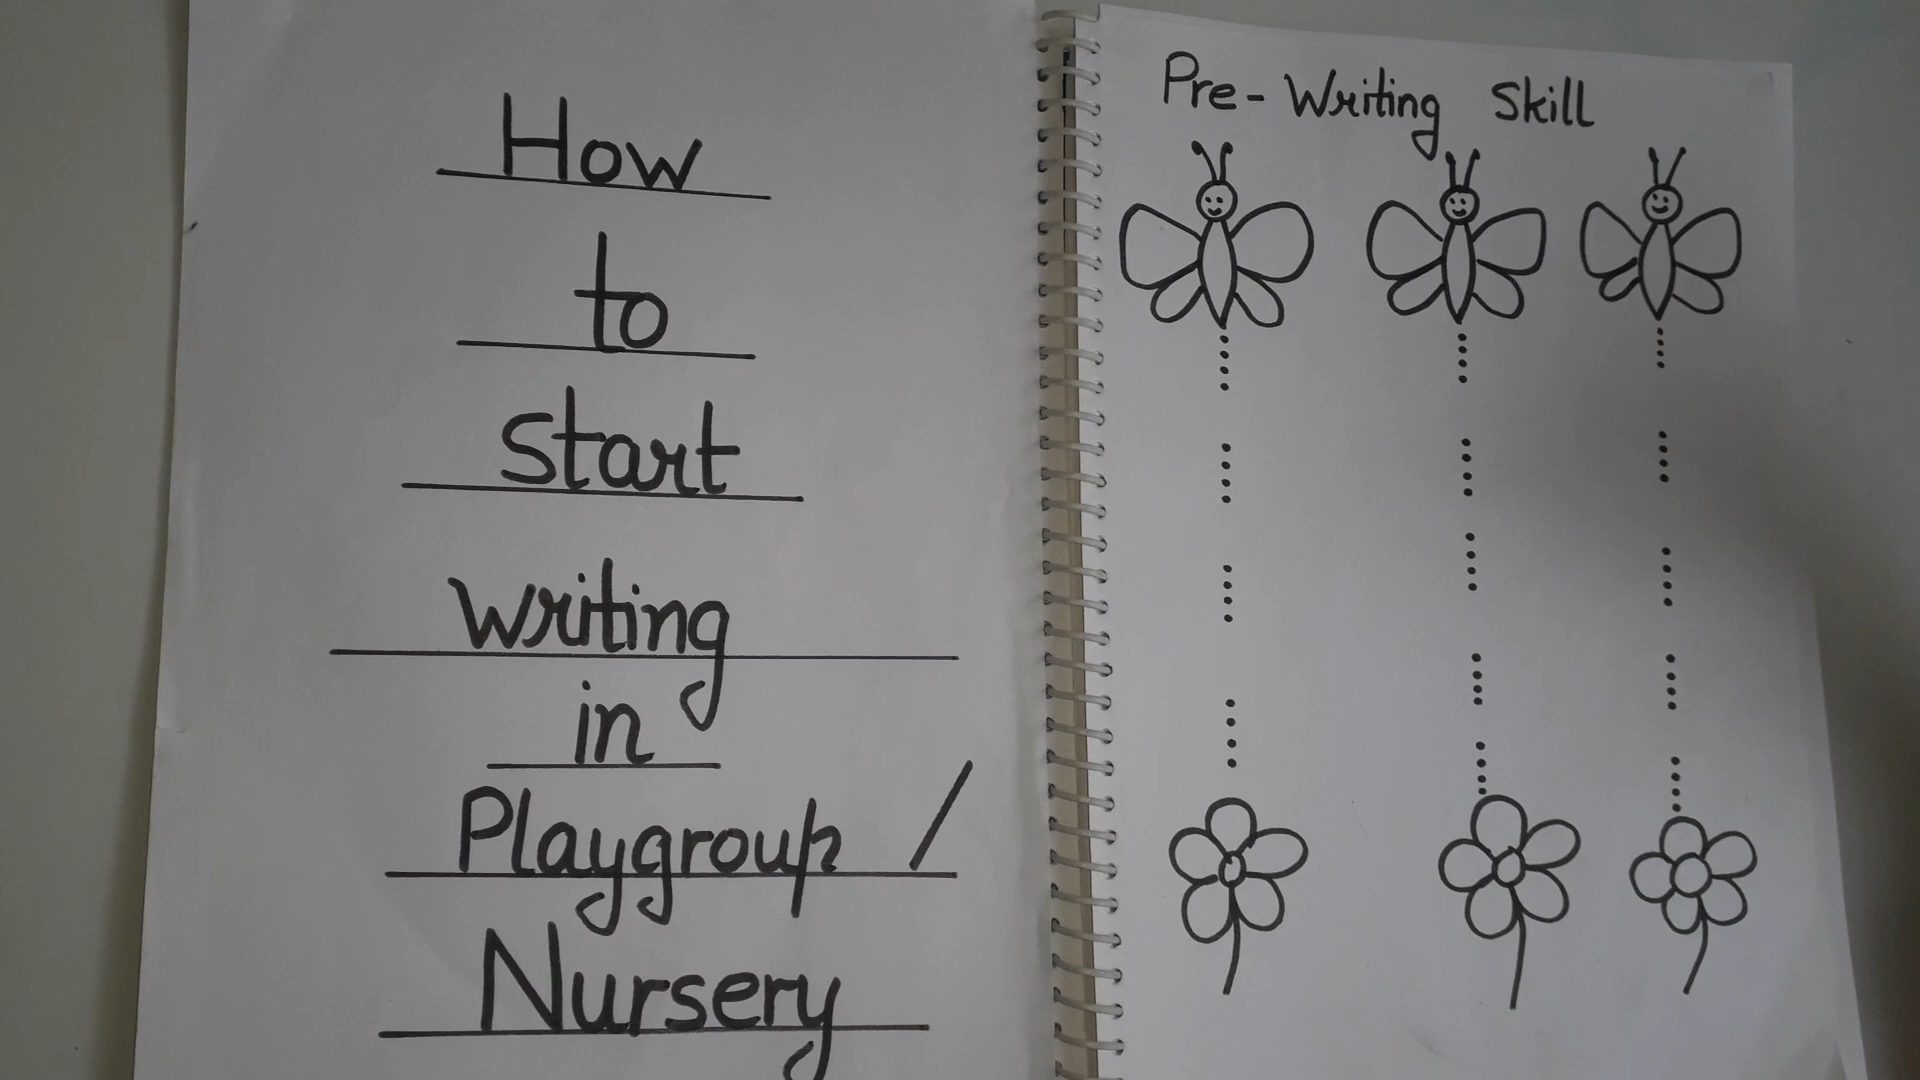 How
to
Start
Writing
in
Playgroup /
Nursery
Pre-Writing Skill